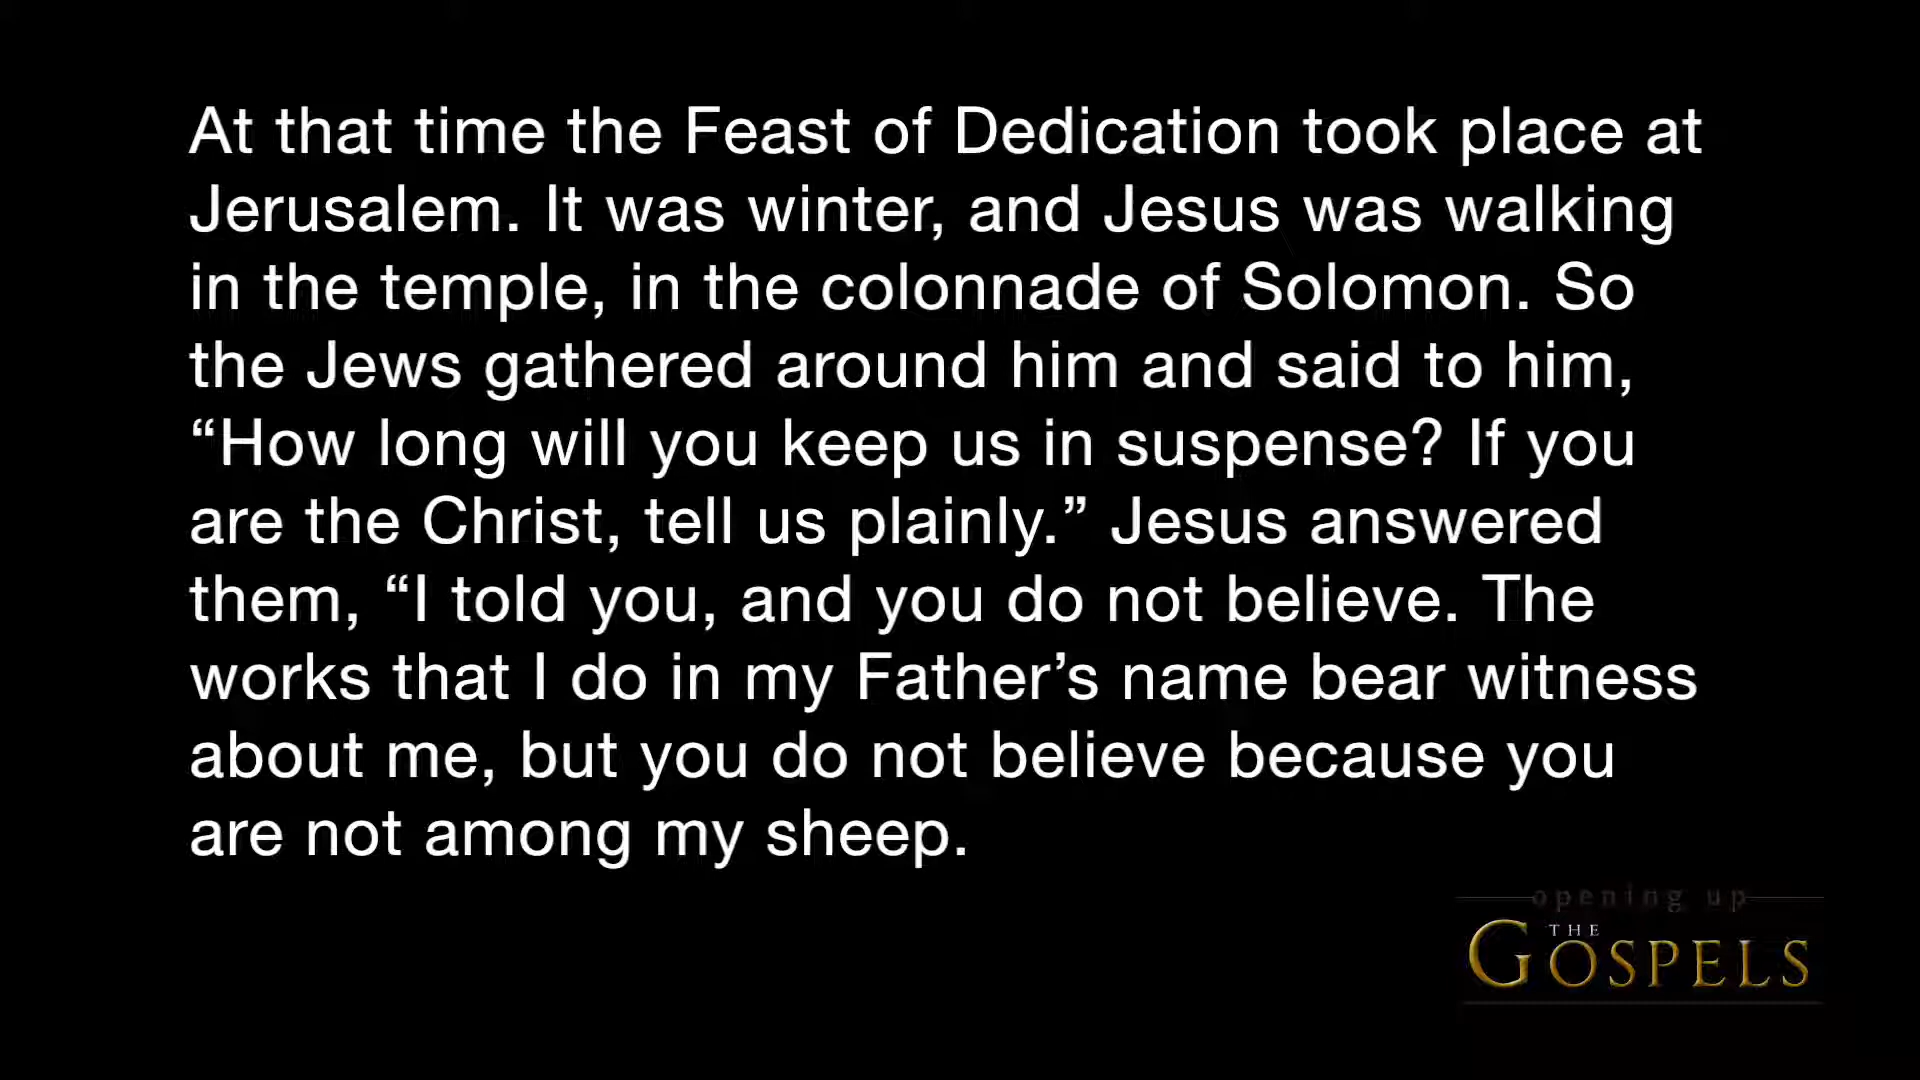 At that time the Feast of Dedication took place at
Jerusalem. It was winter, and Jesus was walking
in the temple, in the colonnade of Solomon. So
the Jews gathered around him and said to him,
“How long will you keep us in suspense? If you
are the Christ, tell us plainly.” Jesus answered
them, “I told you, and you do not believe. The
works that I do in my Father’s name bear witness
about me, but you do not believe because you
are not among my sheep.
opening up
THE
GOSPELS